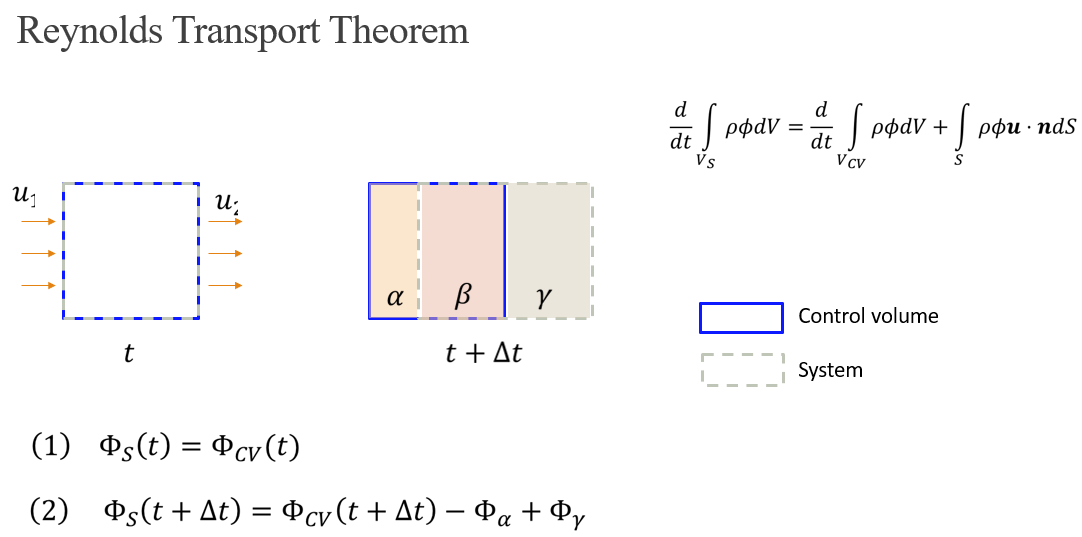 Reynolds Transport Theorem
d/dt ∫_{V_S} ρϕdV = d/dt ∫_{V_{CV}} ρϕdV + ∫_S ρϕ𝒖 · 𝒏dS
u₁ u₂
α β γ
t t + Δt
Control volume
System
(1) Φ_S(t) = Φ_{CV}(t)
(2) Φ_S(t + Δt) = Φ_{CV}(t + Δt) − Φ_α + Φ_γ